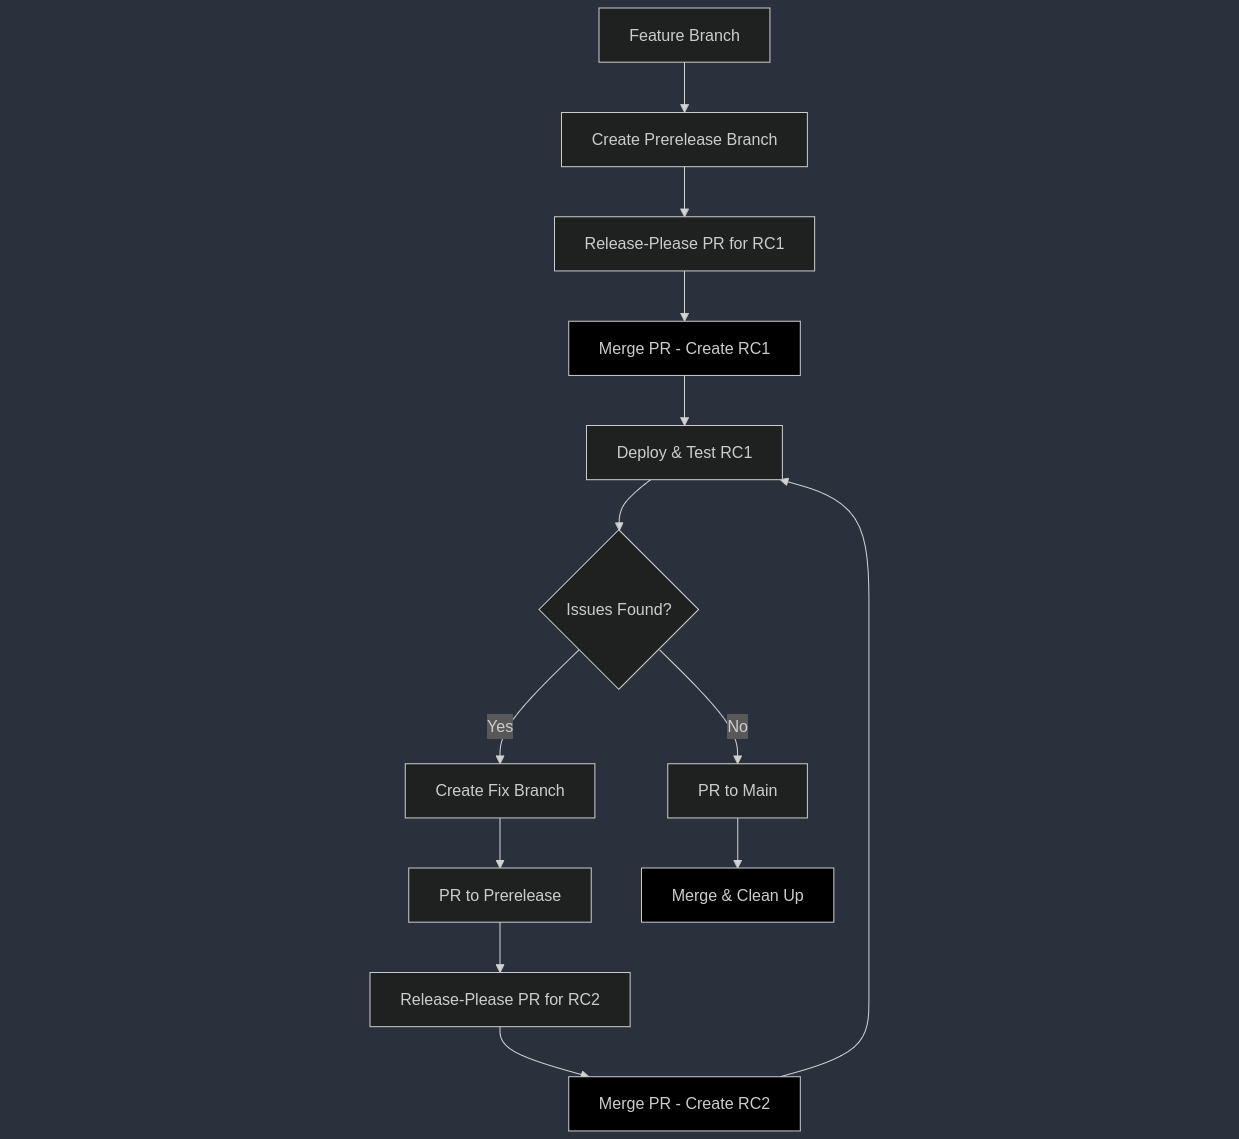 Feature Branch
Create Prerelease Branch
Release-Please PR for RC1
Merge PR - Create RC1
Deploy & Test RC1
Issues Found?
Yes
No
Create Fix Branch
PR to Main
PR to Prerelease
Merge & Clean Up
Release-Please PR for RC2
Merge PR - Create RC2